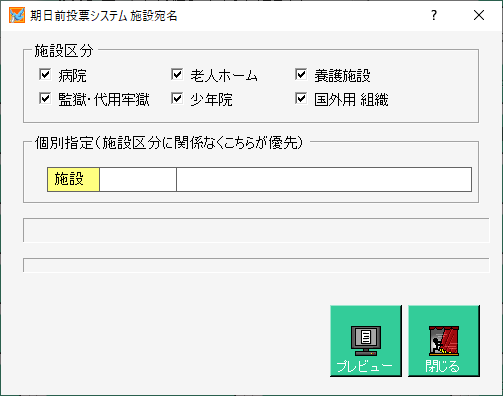 期日前投票システム 施設宛名
?
施設区分
病院 老人ホーム 養護施設
監獄・代用牢獄 少年院 国外用 組織
個別指定(施設区分に関係なくこちらが優先)
施設
プレビュー 閉じる